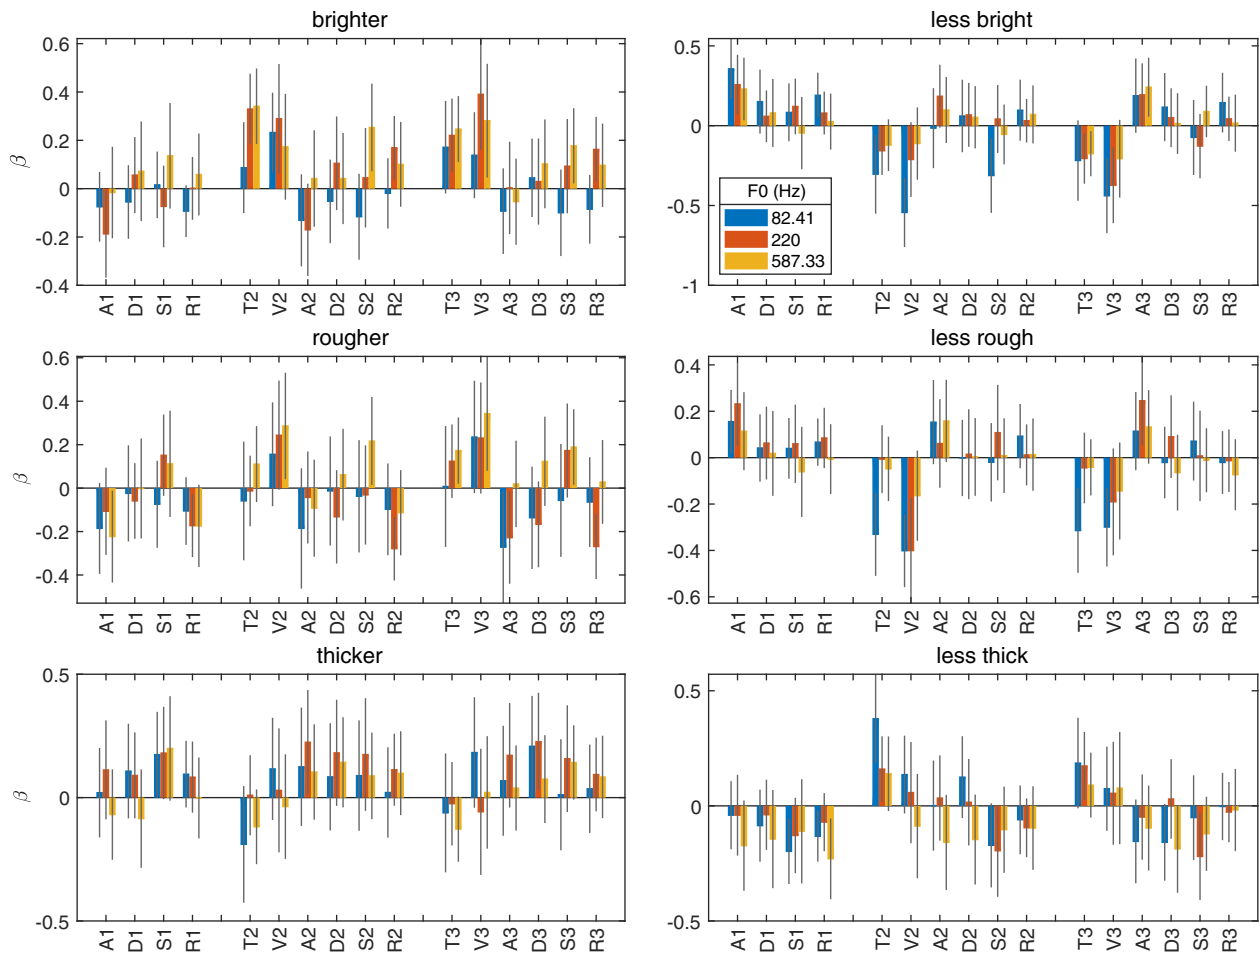 brighter
0.6
0.4
0.2
0
-0.2
-0.4
β
A1 D1 S1 R1 T2 V2 A2 D2 S2 R2 T3 V3 A3 D3 S3 R3
less bright
0.5
0
-0.5
-1
F0 (Hz)
82.41
220
587.33
A1 D1 S1 R1 T2 V2 A2 D2 S2 R2 T3 V3 A3 D3 S3 R3
rougher
0.6
0.4
0.2
0
-0.2
-0.4
β
A1 D1 S1 R1 T2 V2 A2 D2 S2 R2 T3 V3 A3 D3 S3 R3
less rough
0.4
0.2
0
-0.2
-0.4
-0.6
A1 D1 S1 R1 T2 V2 A2 D2 S2 R2 T3 V3 A3 D3 S3 R3
thicker
0.5
0
-0.5
β
A1 D1 S1 R1 T2 V2 A2 D2 S2 R2 T3 V3 A3 D3 S3 R3
less thick
0.5
0
-0.5
A1 D1 S1 R1 T2 V2 A2 D2 S2 R2 T3 V3 A3 D3 S3 R3